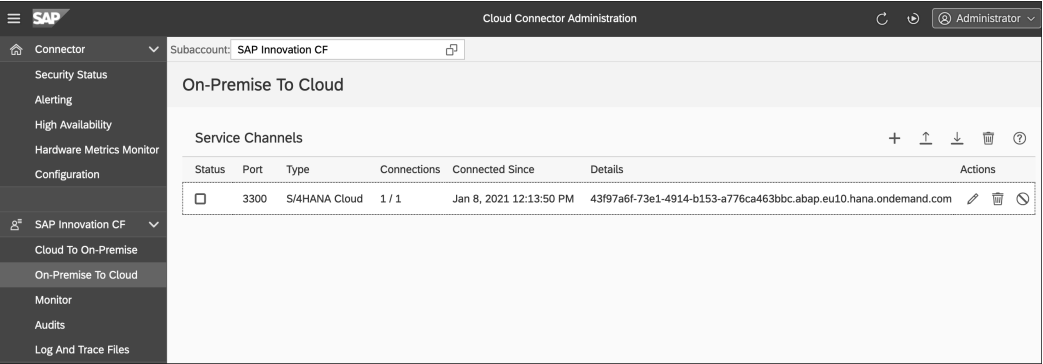 SAP
Cloud Connector Administration
Administrator
Connector
Security Status
Alerting
High Availability
Hardware Metrics Monitor
Configuration
SAP Innovation CF
Cloud To On-Premise
On-Premise To Cloud
Monitor
Audits
Log And Trace Files
Subaccount: SAP Innovation CF
On-Premise To Cloud
Service Channels
Status Port Type Connections Connected Since Details Actions
3300 S/4HANA Cloud 1 / 1 Jan 8, 2021 12:13:50 PM 43f97a6f-73e1-4914-b153-a776ca463bbc.abap.eu10.hana.ondemand.com